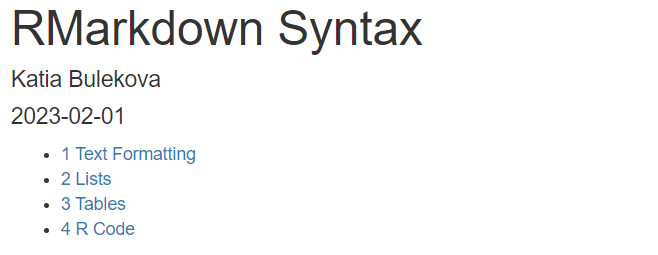 RMarkdown Syntax
Katia Bulekova
2023-02-01
1 Text Formatting
2 Lists
3 Tables
4 R Code